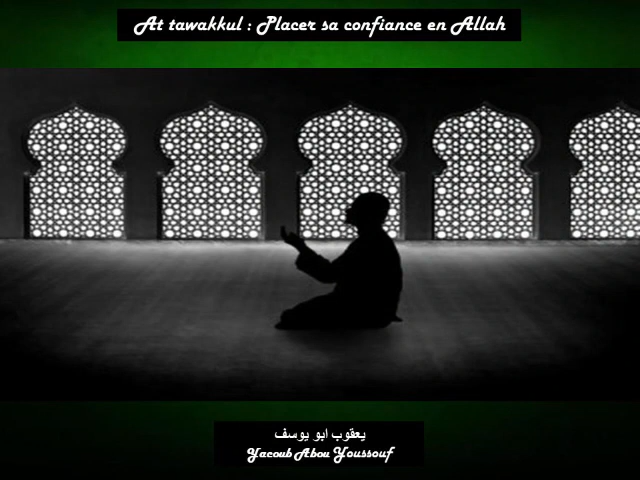 At tawakkul : Placer sa confiance en Allah
يعقوب ابو يوسف
Yacoub Abou Youssouf